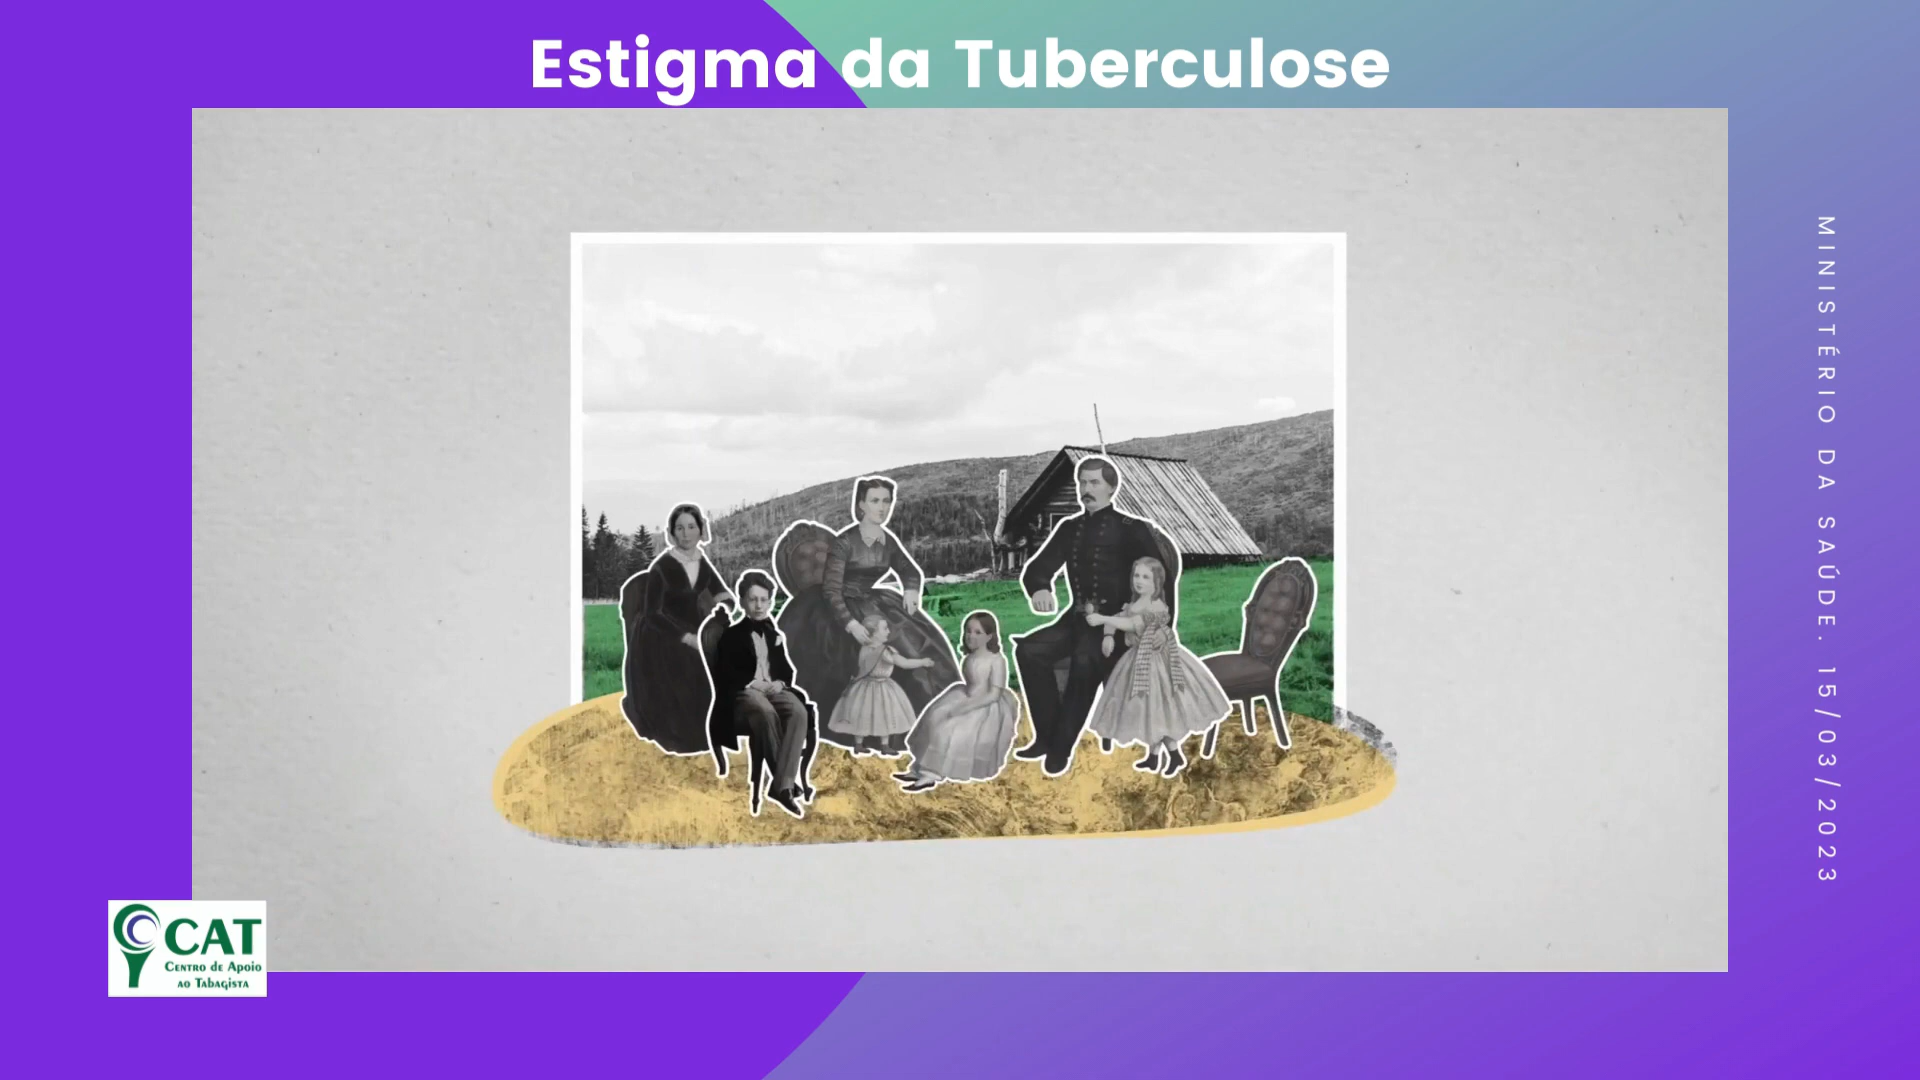 Estigma da Tuberculose
MINISTÉRIO DA SAÚDE. 15/03/2023
CAT
Centro de Apoio
ao Tabagista